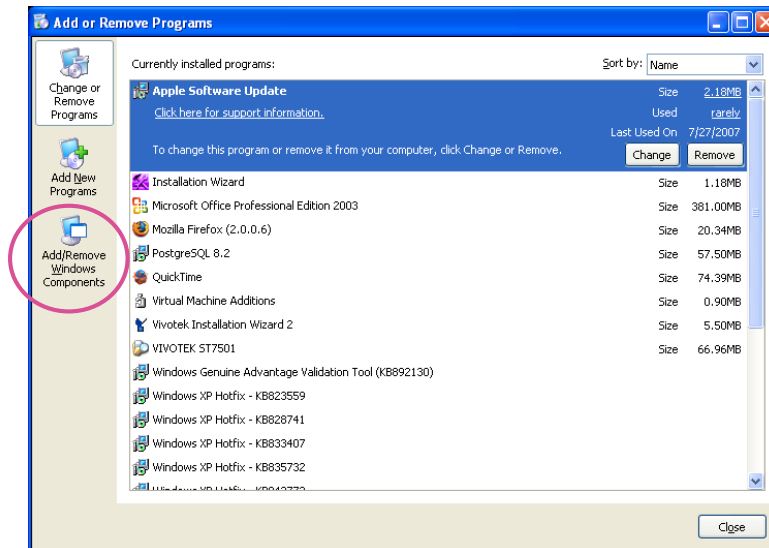 Add or Remove Programs
Change or
Remove
Programs
Add New
Programs
Add/Remove
Windows
Components
Currently installed programs:
Sort by: Name
Apple Software Update Size 2.18MB
Click here for support information. Used rarely
Last Used On 7/27/2007
To change this program or remove it from your computer, click Change or Remove. Change Remove
Installation Wizard Size 1.18MB
Microsoft Office Professional Edition 2003 Size 381.00MB
Mozilla Firefox (2.0.0.6) Size 20.34MB
PostgreSQL 8.2 Size 57.50MB
QuickTime Size 74.39MB
Virtual Machine Additions Size 0.90MB
Vivotek Installation Wizard 2 Size 5.50MB
VIVOTEK ST7501 Size 66.96MB
Windows Genuine Advantage Validation Tool (KB892130)
Windows XP Hotfix - KB823559
Windows XP Hotfix - KB828741
Windows XP Hotfix - KB833407
Windows XP Hotfix - KB835732
Windows XP Hotfix
Close